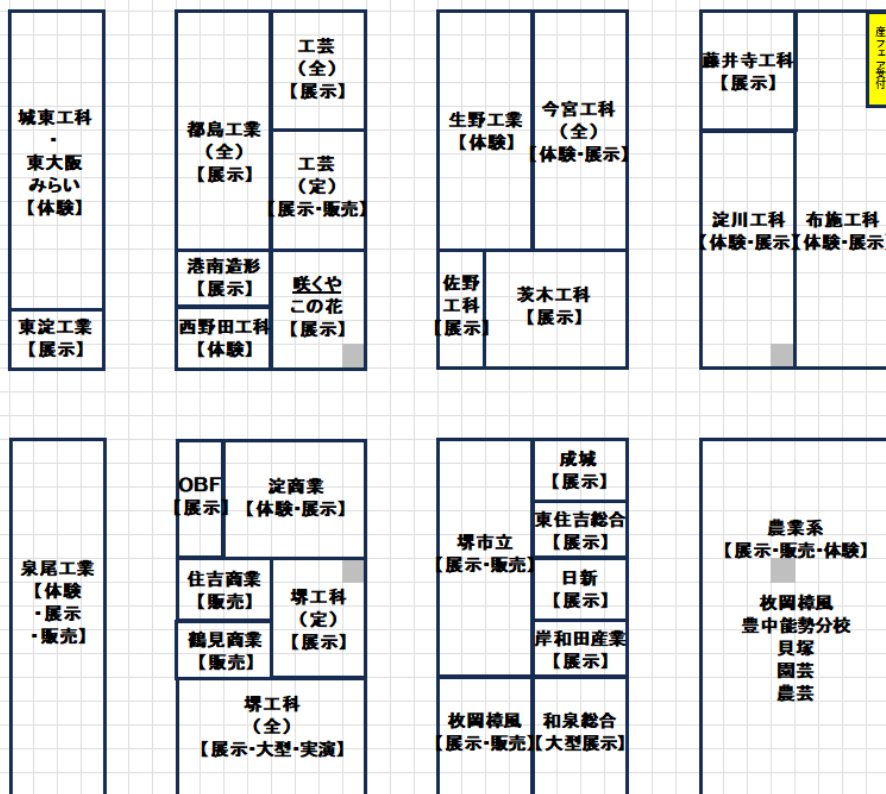 城東工科
・
東大阪
みらい
【体験】
東淀工業
【展示】
都島工業
（全）
【展示】
工芸
（全）
【展示】
工芸
（定）
【展示・販売】
港南造形
【展示】
西野田工科
【体験】
咲くや
この花
【展示】
生野工業
【体験】
今宮工科
（全）
【体験・展示】
佐野
工科
【展示】
茨木工科
【展示】
藤井寺工科
【展示】
産フェア受付
淀川工科
【体験・展示】
布施工科
【体験・展示】
泉尾工業
【体験
・展示
・販売】
OBF
【展示】
淀商業
【体験・展示】
住吉商業
【販売】
鶴見商業
【販売】
堺工科
（定）
【展示】
堺工科
（全）
【展示・大型・実演】
堺市立
【展示・販売】
成城
【展示】
東住吉総合
【展示】
日新
【展示】
岸和田産業
【展示】
枚岡樟風
【展示・販売】
和泉総合
【大型展示】
農業系
【展示・販売・体験】
枚岡樟風
豊中能勢分校
貝塚
園芸
農芸